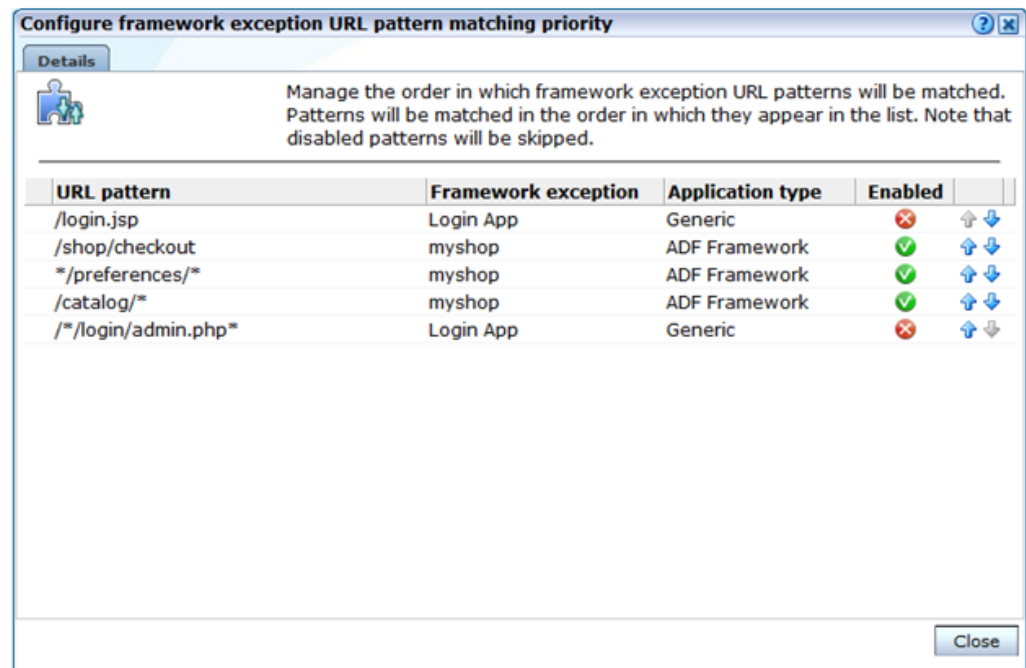 Configure framework exception URL pattern matching priority
Details
Manage the order in which framework exception URL patterns will be matched.
Patterns will be matched in the order in which they appear in the list. Note that
disabled patterns will be skipped.
URL pattern Framework exception Application type Enabled
/login.jsp Login App Generic
/shop/checkout myshop ADF Framework
*/preferences/* myshop ADF Framework
/catalog/* myshop ADF Framework
/*/login/admin.php* Login App Generic
Close